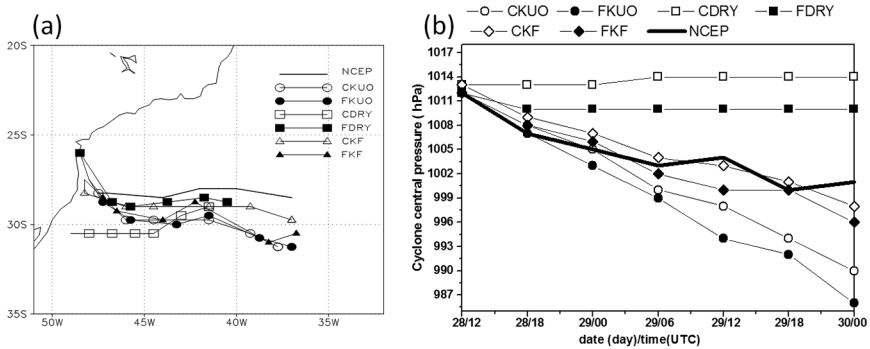 (a)
20S
25S
30S
35S
50W 45W 40W 35W
NCEP
CKUO
FKUO
CDRY
FDRY
CKF
FKF
(b)
CKUO FKUO CDRY FDRY
CKF FKF NCEP
Cyclone central pressure ( hPa)
1017
1014
1011
1008
1005
1002
999
996
993
990
987
28/12 28/18 29/00 29/06 29/12 29/18 30/00
date (day)/time(UTC)